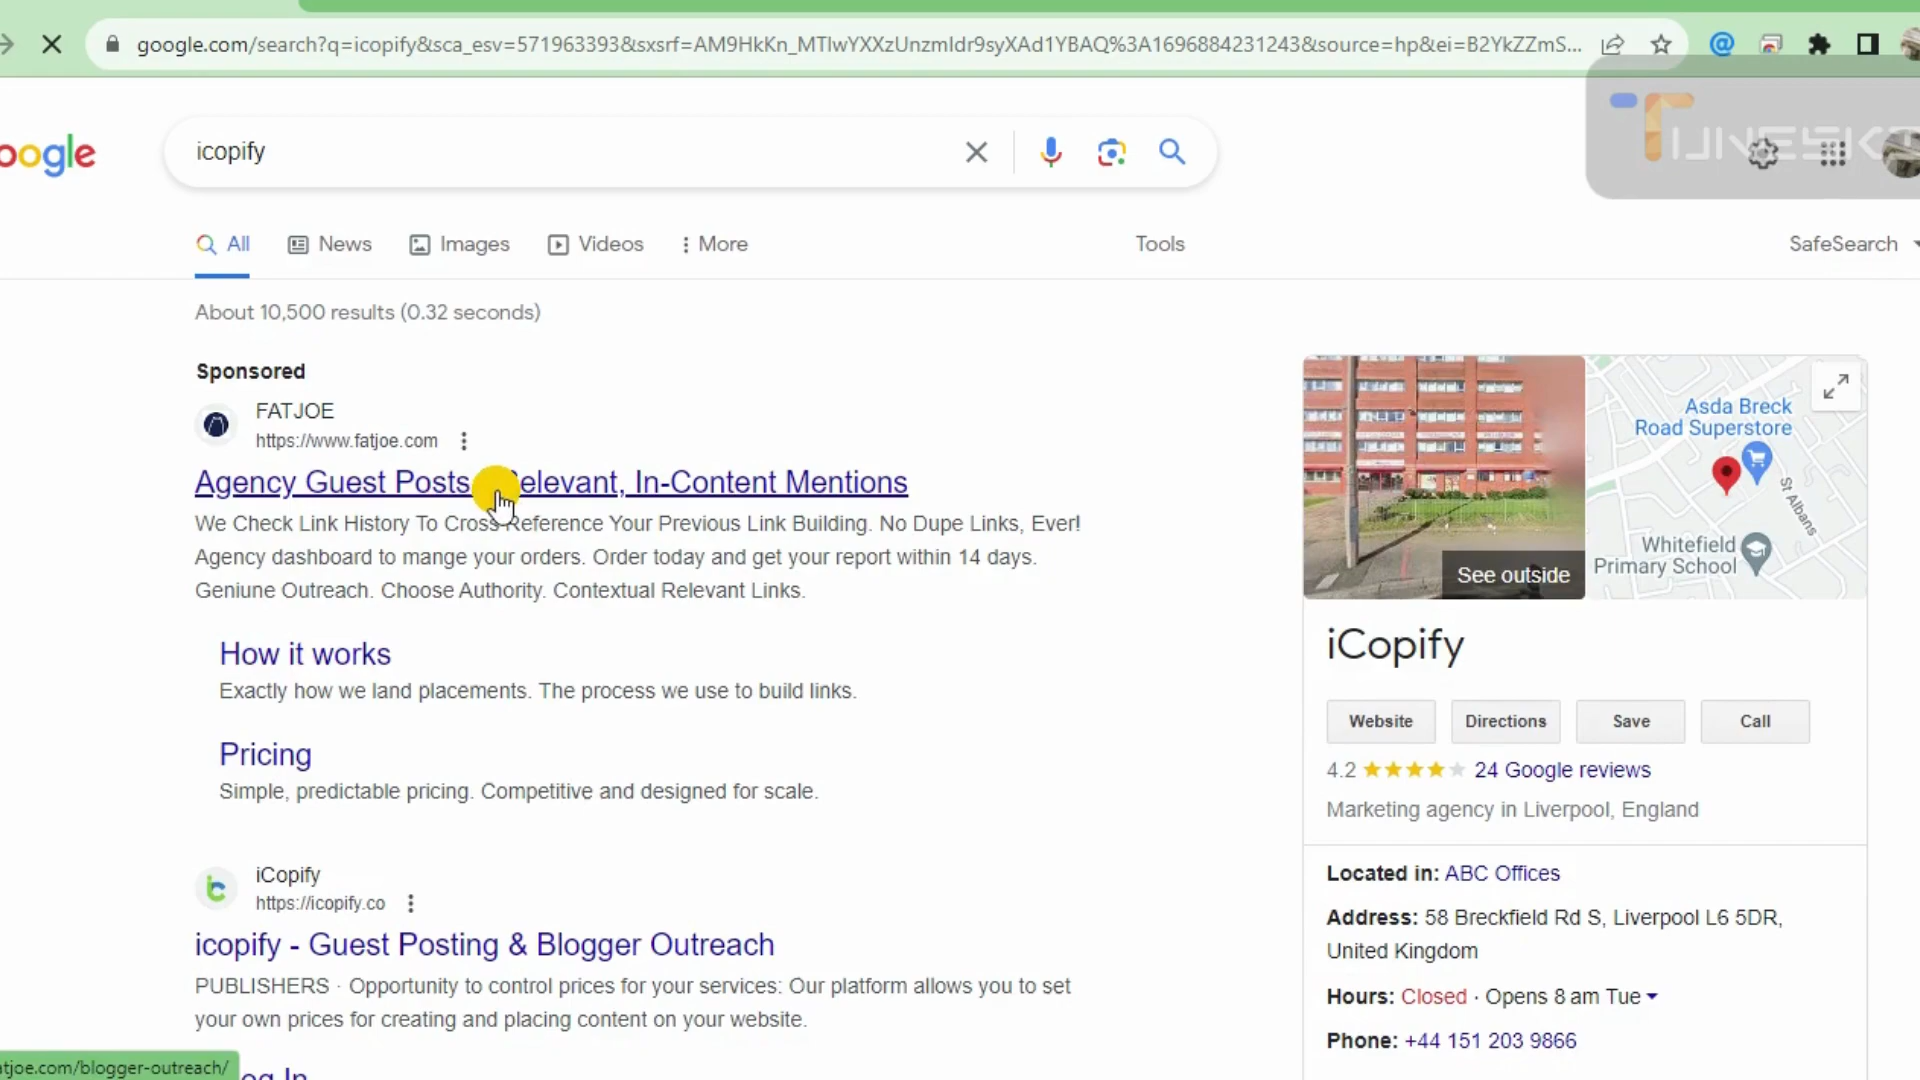 google.com/search?q=icopify&sca_esv=571963393&sxsrf=AM9HkKn_MTlwYXXzUnzmIdr9syXAd1YBAQ%3A1696884231243&source=hp&ei=B2YkZZmS...
oogle
icopify
All
News
Images
Videos
More
Tools
SafeSearch
About 10,500 results (0.32 seconds)
Sponsored
FATJOE
https://www.fatjoe.com
Agency Guest Posts Relevant, In-Content Mentions
We Check Link History To Cross Reference Your Previous Link Building. No Dupe Links, Ever!
Agency dashboard to mange your orders. Order today and get your report within 14 days.
Geniune Outreach. Choose Authority. Contextual Relevant Links.
How it works
Exactly how we land placements. The process we use to build links.
Pricing
Simple, predictable pricing. Competitive and designed for scale.
iCopify
https://icopify.co
icopify - Guest Posting & Blogger Outreach
PUBLISHERS · Opportunity to control prices for your services: Our platform allows you to set
your own prices for creating and placing content on your website.
atjoe.com/blogger-outreach/
Asda Breck
Road Superstore
St Albans
Whitefield
Primary School
See outside
iCopify
Website
Directions
Save
Call
4.2
24 Google reviews
Marketing agency in Liverpool, England
Located in: ABC Offices
Address: 58 Breckfield Rd S, Liverpool L6 5DR,
United Kingdom
Hours: Closed · Opens 8 am Tue
Phone: +44 151 203 9866